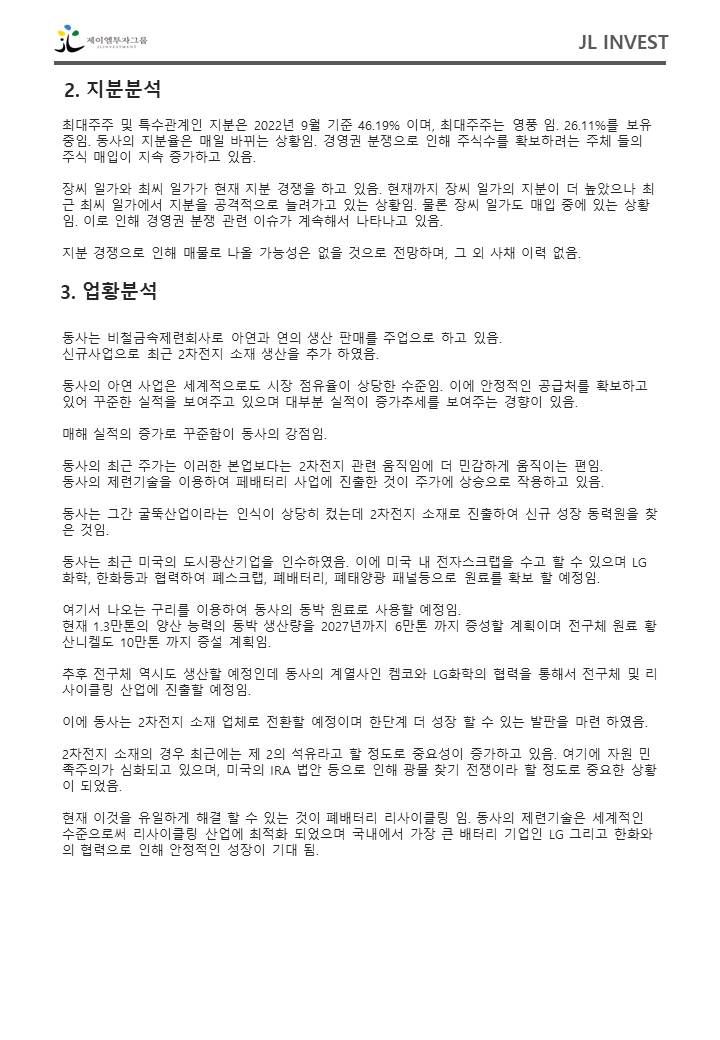 제이엘투자그룹
JLINVESTMENT
JL INVEST
2. 지분분석
최대주주 및 특수관계인 지분은 2022년 9월 기준 46.19% 이며, 최대주주는 영풍 임. 26.11%를 보유
중임. 동사의 지분율은 매일 바뀌는 상황임. 경영권 분쟁으로 인해 주식수를 확보하려는 주체 들의
주식 매입이 지속 증가하고 있음.
장씨 일가와 최씨 일가가 현재 지분 경쟁을 하고 있음. 현재까지 장씨 일가의 지분이 더 높았으나 최
근 최씨 일가에서 지분을 공격적으로 늘려가고 있는 상황임. 물론 장씨 일가도 매입 중에 있는 상황
임. 이로 인해 경영권 분쟁 관련 이슈가 계속해서 나타나고 있음.
지분 경쟁으로 인해 매물로 나올 가능성은 없을 것으로 전망하며, 그 외 사채 이력 없음.
3. 업황분석
동사는 비철금속제련회사로 아연과 연의 생산 판매를 주업으로 하고 있음.
신규사업으로 최근 2차전지 소재 생산을 추가 하였음.
동사의 아연 사업은 세계적으로도 시장 점유율이 상당한 수준임. 이에 안정적인 공급처를 확보하고
있어 꾸준한 실적을 보여주고 있으며 대부분 실적이 증가추세를 보여주는 경향이 있음.
매해 실적의 증가로 꾸준함이 동사의 강점임.
동사의 최근 주가는 이러한 본업보다는 2차전지 관련 움직임에 더 민감하게 움직이는 편임.
동사의 제련기술을 이용하여 페배터리 사업에 진출한 것이 주가에 상승으로 작용하고 있음.
동사는 그간 굴뚝산업이라는 인식이 상당히 컸는데 2차전지 소재로 진출하여 신규 성장 동력원을 찾
은 것임.
동사는 최근 미국의 도시광산기업을 인수하였음. 이에 미국 내 전자스크랩을 수고 할 수 있으며 LG
화학, 한화등과 협력하여 폐스크랩, 폐배터리, 폐태양광 패널등으로 원료를 확보 할 예정임.
여기서 나오는 구리를 이용하여 동사의 동박 원료로 사용할 예정임.
현재 1.3만톤의 양산 능력의 동박 생산량을 2027년까지 6만톤 까지 증성할 계획이며 전구체 원료 황
산니켈도 10만톤 까지 증설 계획임.
추후 전구체 역시도 생산할 예정인데 동사의 계열사인 켐코와 LG화학의 협력을 통해서 전구체 및 리
사이클링 산업에 진출할 예정임.
이에 동사는 2차전지 소재 업체로 전환할 예정이며 한단계 더 성장 할 수 있는 발판을 마련 하였음.
2차전지 소재의 경우 최근에는 제 2의 석유라고 할 정도로 중요성이 증가하고 있음. 여기에 자원 민
족주의가 심화되고 있으며, 미국의 IRA 법안 등으로 인해 광물 찾기 전쟁이라 할 정도로 중요한 상황
이 되었음.
현재 이것을 유일하게 해결 할 수 있는 것이 폐배터리 리사이클링 임. 동사의 제련기술은 세계적인
수준으로써 리사이클링 산업에 최적화 되었으며 국내에서 가장 큰 배터리 기업인 LG 그리고 한화와
의 협력으로 인해 안정적인 성장이 기대 됨.